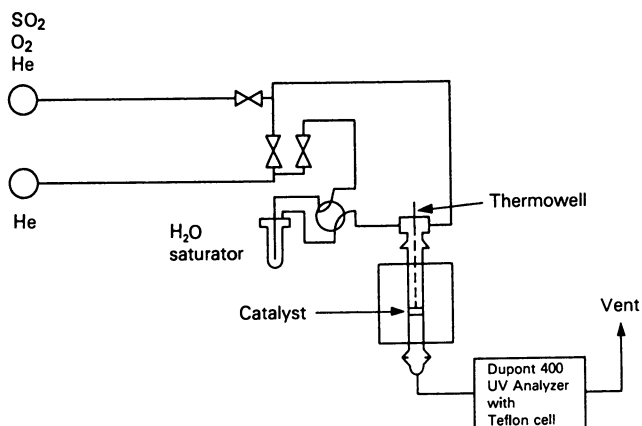 SO₂
O₂
He
He
H₂O
saturator
Thermowell
Catalyst
Vent
Dupont 400
UV Analyzer
with
Teflon cell